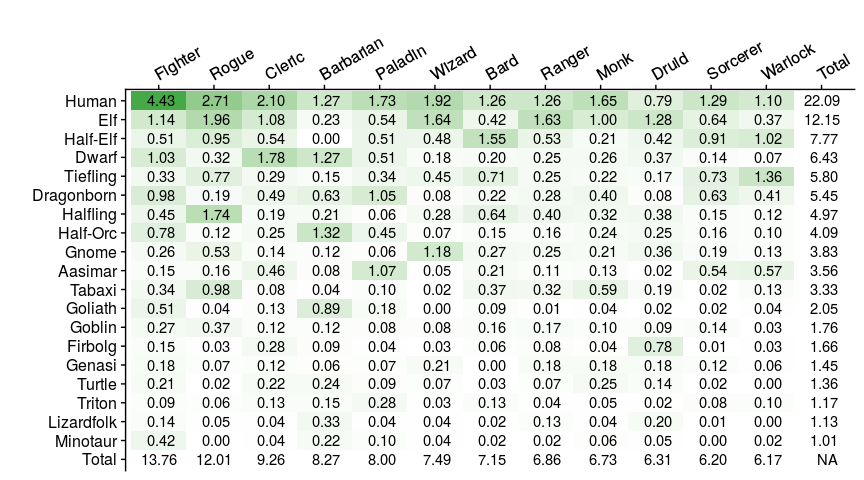 Fighter Rogue Cleric Barbarian Paladin Wizard Bard Ranger Monk Druid Sorcerer Warlock Total
Human 4.43 2.71 2.10 1.27 1.73 1.92 1.26 1.26 1.65 0.79 1.29 1.10 22.09
Elf 1.14 1.96 1.08 0.23 0.54 1.64 0.42 1.63 1.00 1.28 0.64 0.37 12.15
Half-Elf 0.51 0.95 0.54 0.00 0.51 0.48 1.55 0.53 0.21 0.42 0.91 1.02 7.77
Dwarf 1.03 0.32 1.78 1.27 0.51 0.18 0.20 0.25 0.26 0.37 0.14 0.07 6.43
Tiefling 0.33 0.77 0.29 0.15 0.34 0.45 0.71 0.25 0.22 0.17 0.73 1.36 5.80
Dragonborn 0.98 0.19 0.49 0.63 1.05 0.08 0.22 0.28 0.40 0.08 0.63 0.41 5.45
Halfling 0.45 1.74 0.19 0.21 0.06 0.28 0.64 0.40 0.32 0.38 0.15 0.12 4.97
Half-Orc 0.78 0.12 0.25 1.32 0.45 0.07 0.15 0.16 0.24 0.25 0.16 0.10 4.09
Gnome 0.26 0.53 0.14 0.12 0.06 1.18 0.27 0.25 0.21 0.36 0.19 0.13 3.83
Aasimar 0.15 0.16 0.46 0.08 1.07 0.05 0.21 0.11 0.13 0.02 0.54 0.57 3.56
Tabaxi 0.34 0.98 0.08 0.04 0.10 0.02 0.37 0.32 0.59 0.19 0.02 0.13 3.33
Goliath 0.51 0.04 0.13 0.89 0.18 0.00 0.09 0.01 0.04 0.02 0.02 0.04 2.05
Goblin 0.27 0.37 0.12 0.12 0.08 0.08 0.16 0.17 0.10 0.09 0.14 0.03 1.76
Firbolg 0.15 0.03 0.28 0.09 0.04 0.03 0.06 0.08 0.04 0.78 0.01 0.03 1.66
Genasi 0.18 0.07 0.12 0.06 0.07 0.21 0.00 0.18 0.18 0.18 0.12 0.06 1.45
Turtle 0.21 0.02 0.22 0.24 0.09 0.07 0.03 0.07 0.25 0.14 0.02 0.00 1.36
Triton 0.09 0.06 0.13 0.15 0.28 0.03 0.13 0.04 0.05 0.02 0.08 0.10 1.17
Lizardfolk 0.14 0.05 0.04 0.33 0.04 0.04 0.02 0.13 0.04 0.20 0.01 0.00 1.13
Minotaur 0.42 0.00 0.04 0.22 0.10 0.04 0.02 0.02 0.06 0.05 0.00 0.02 1.01
Total 13.76 12.01 9.26 8.27 8.00 7.49 7.15 6.86 6.73 6.31 6.20 6.17 NA